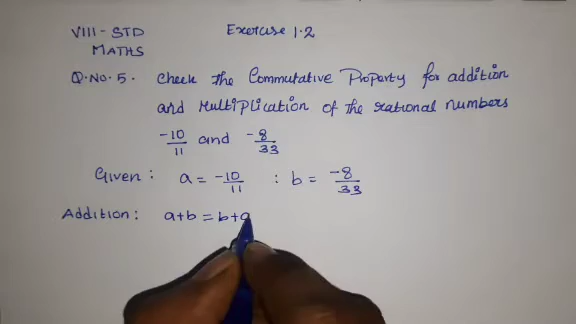 VIII - STD Exercise 1.2
MATHS
Q.No. 5. Check the Commutative Property for addition
and Multiplication of the rational numbers
-10/11 and -8/33
Given : a = -10/11 : b = -8/33
Addition : a+b = b+a